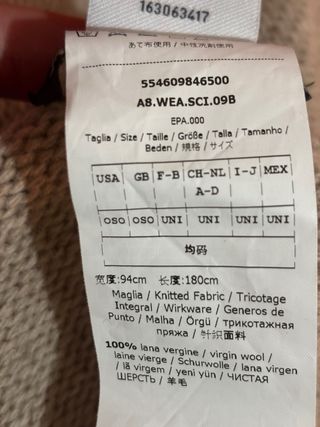 163063417
あて布使用 / 中性洗剤使用
554609846500
A8.WEA.SCI.09B
EPA.000
Taglia / Size / Taille / Größe / Talla / Tamanho /
Beden / 規格 / サイズ
USA GB F-B CH-NL I-J MEX
A-D
OSO OSO UNI UNI UNI UNI
均码
宽度:94cm 长度:180cm
Maglia / Knitted Fabric / Tricotage
Integral / Wirkware / Generos de
Punto / Malha / Örgü / трикотажная
пряжа / 针织面料
100% lana vergine / virgin wool /
laine vierge / Schurwolle / lana virgen
/ lã virgem / yeni yün / ЧИСТАЯ
ШЕРСТЬ / 羊毛